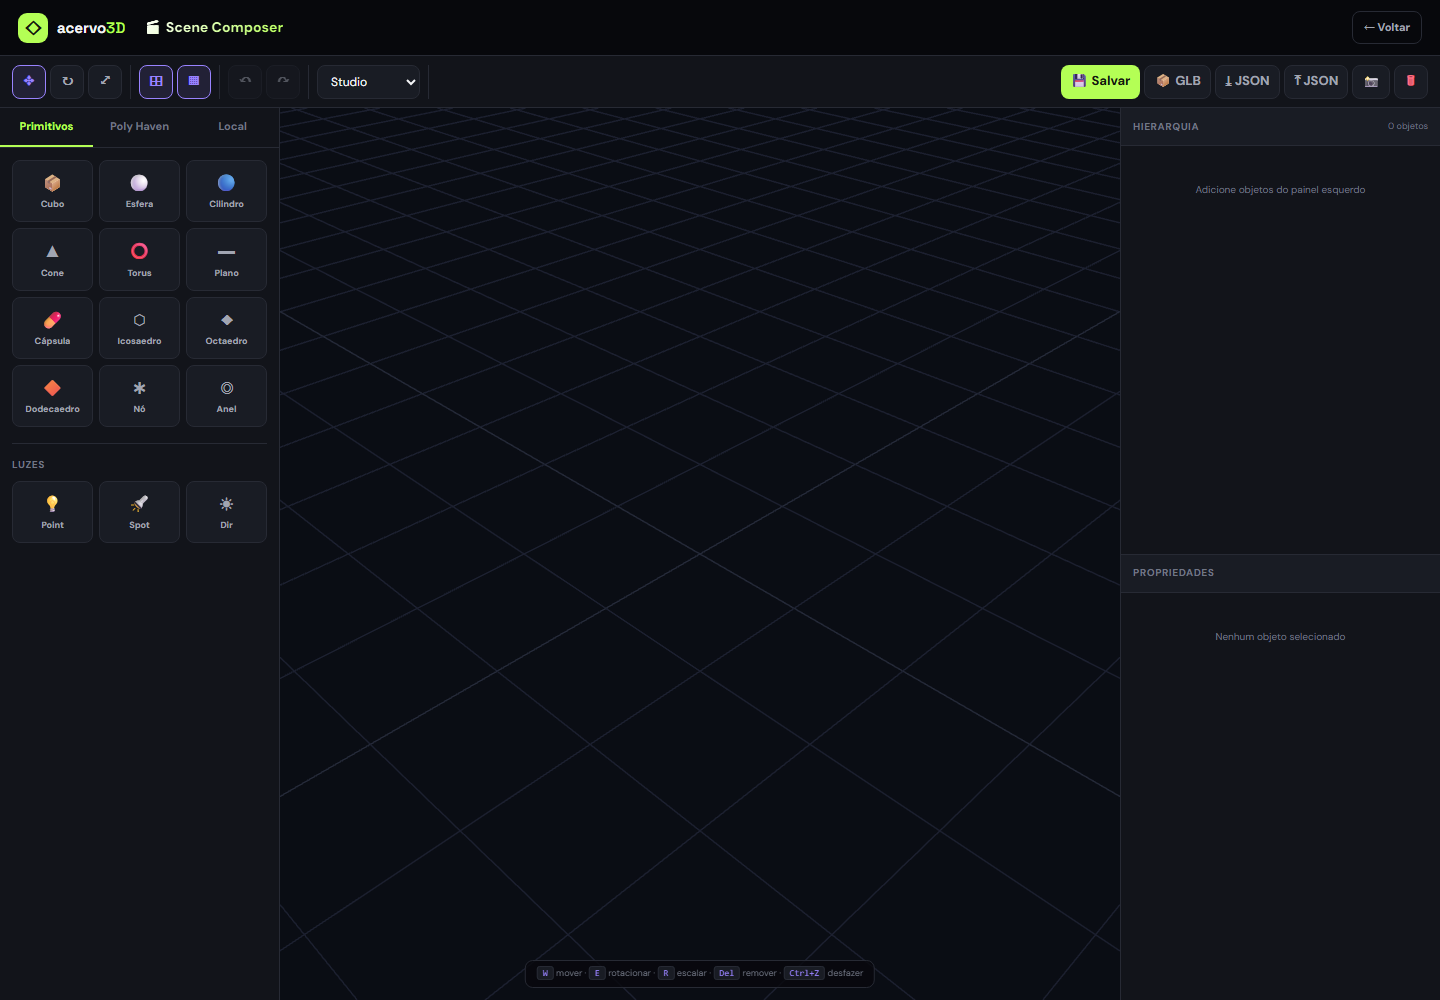 acervo3D
Scene Composer
← Voltar
Studio
Salvar
GLB
JSON
JSON
Primitivos
Poly Haven
Local
Cubo
Esfera
Cilindro
Cone
Torus
Plano
Cápsula
Icosaedro
Octaedro
Dodecaedro
Nó
Anel
LUZES
Point
Spot
Dir
HIERARQUIA
0 objetos
Adicione objetos do painel esquerdo
PROPRIEDADES
Nenhum objeto selecionado
W mover · E rotacionar · R escalar · Del remover · Ctrl+Z desfazer